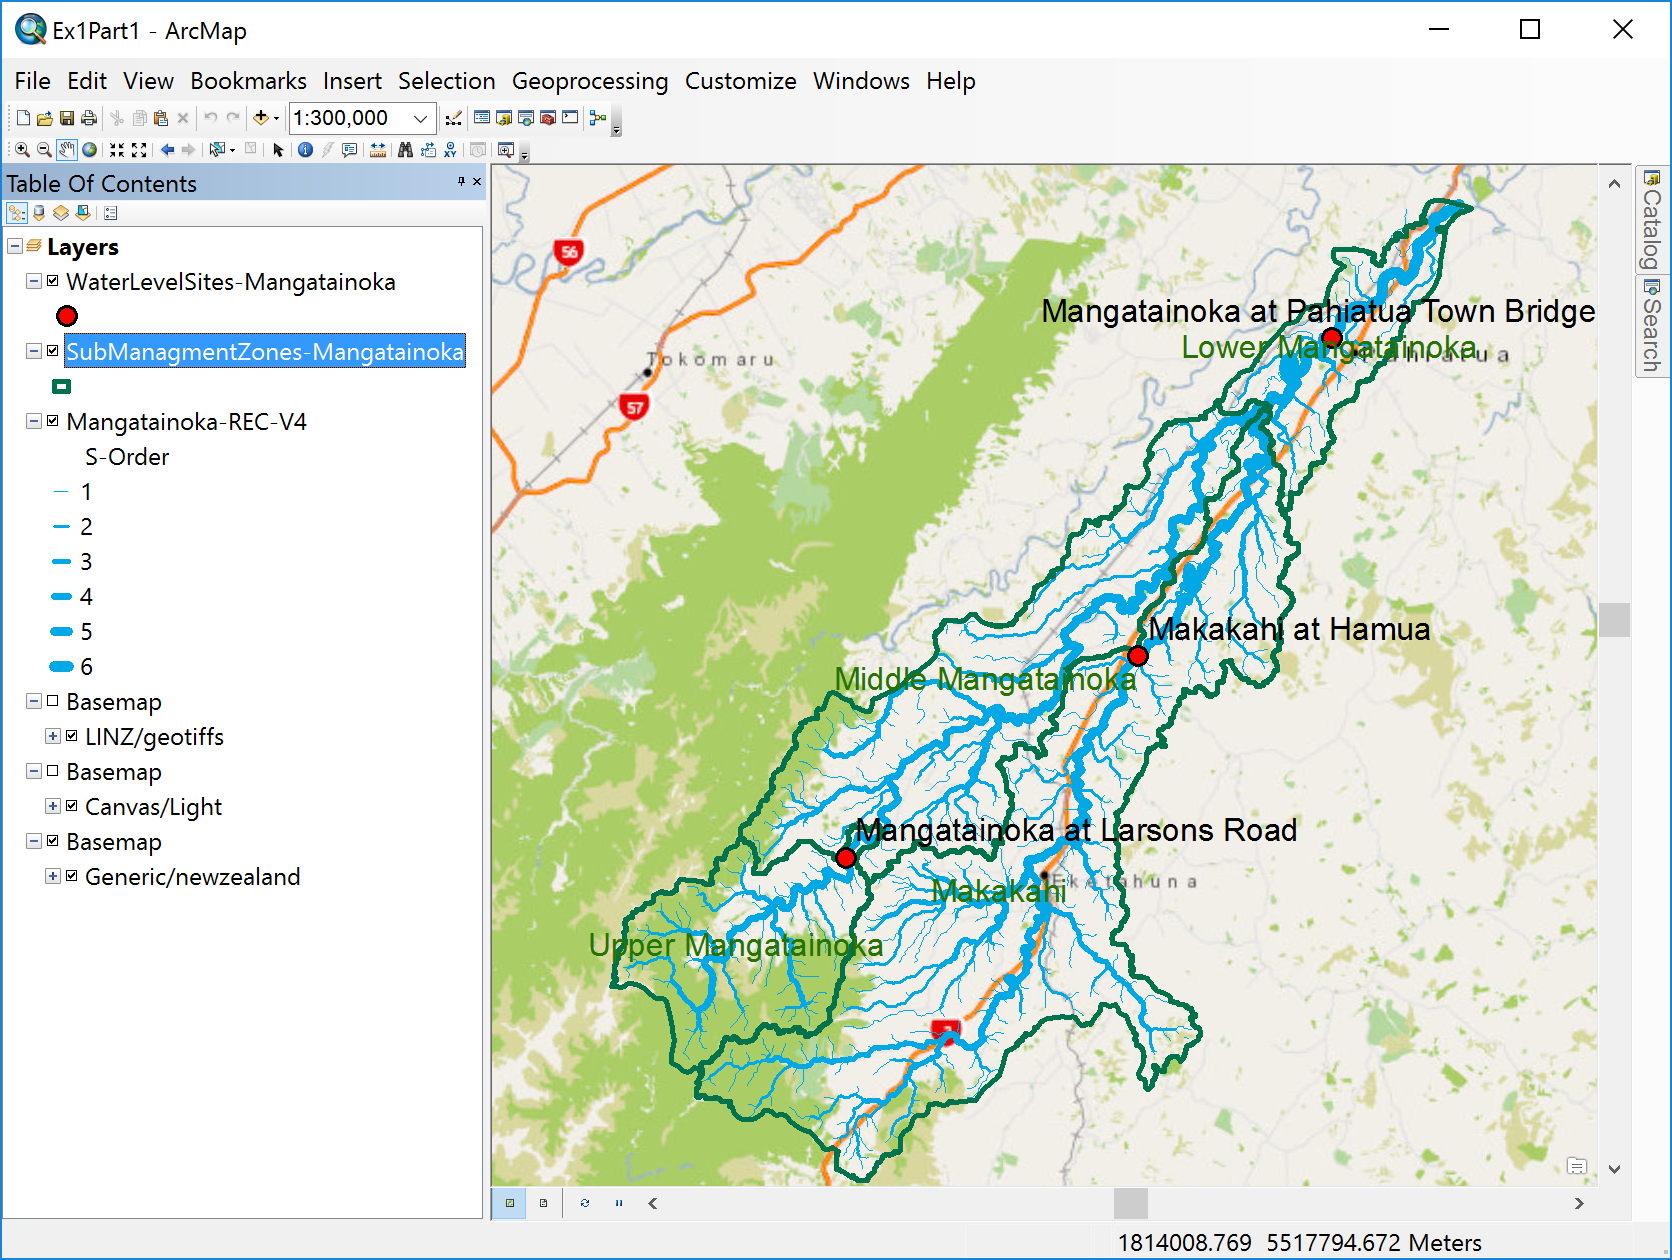 Ex1Part1 - ArcMap
File Edit View Bookmarks Insert Selection Geoprocessing Customize Windows Help
1:300,000
Table Of Contents
Layers
WaterLevelSites-Mangatainoka
SubManagmentZones-Mangatainoka
Mangatainoka-REC-V4
S-Order
1
2
3
4
5
6
Basemap
LINZ/geotiffs
Basemap
Canvas/Light
Basemap
Generic/newzealand
56
Mangatainoka at Pahiatua Town Bridge
Lower Mangatainoka
Pahiatua
Tokomaru
57
Makakahi at Hamua
Middle Mangatainoka
Mangatainoka at Larsons Road
Eketahuna
Makakahi
Upper Mangatainoka
2
Catalog
Search
1814008.769 5517794.672 Meters